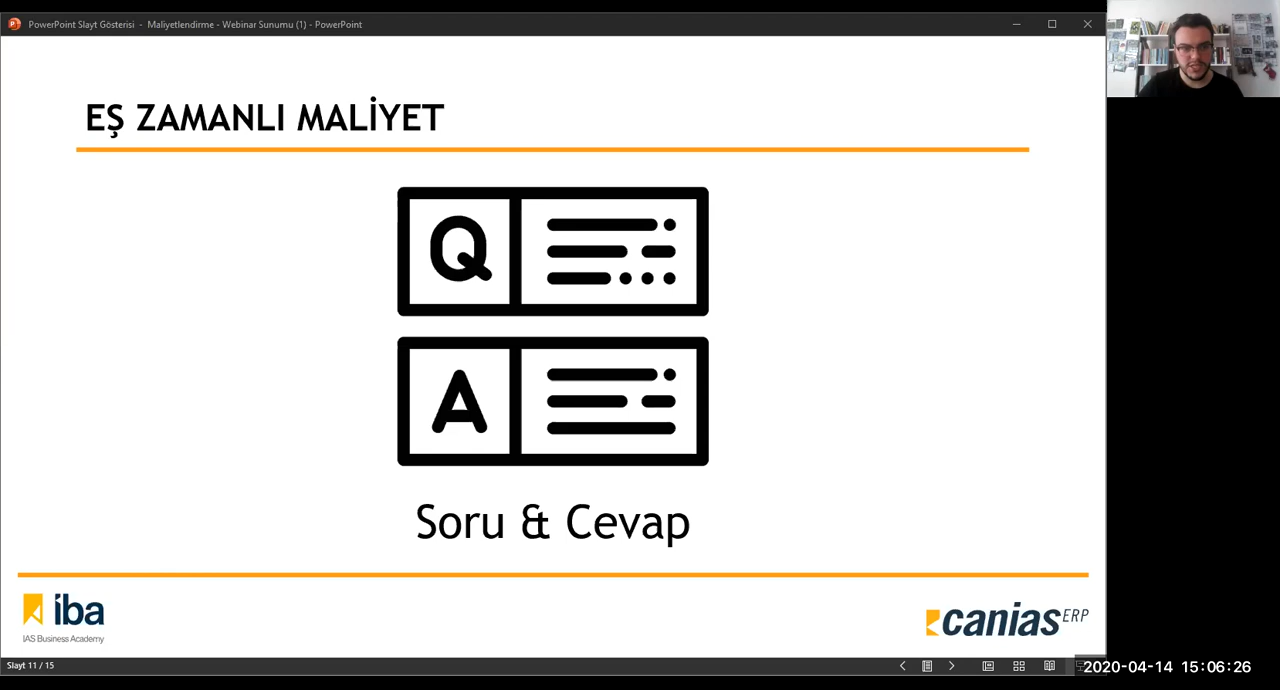 PowerPoint Slayt Gösterisi - Maliyetlendirme - Webinar Sunumu (1) - PowerPoint
EŞ ZAMANLI MALİYET
Q
A
Soru & Cevap
iba
IAS Business Academy
canias ERP
Slayt 11 / 15
2020-04-14 15:06:26